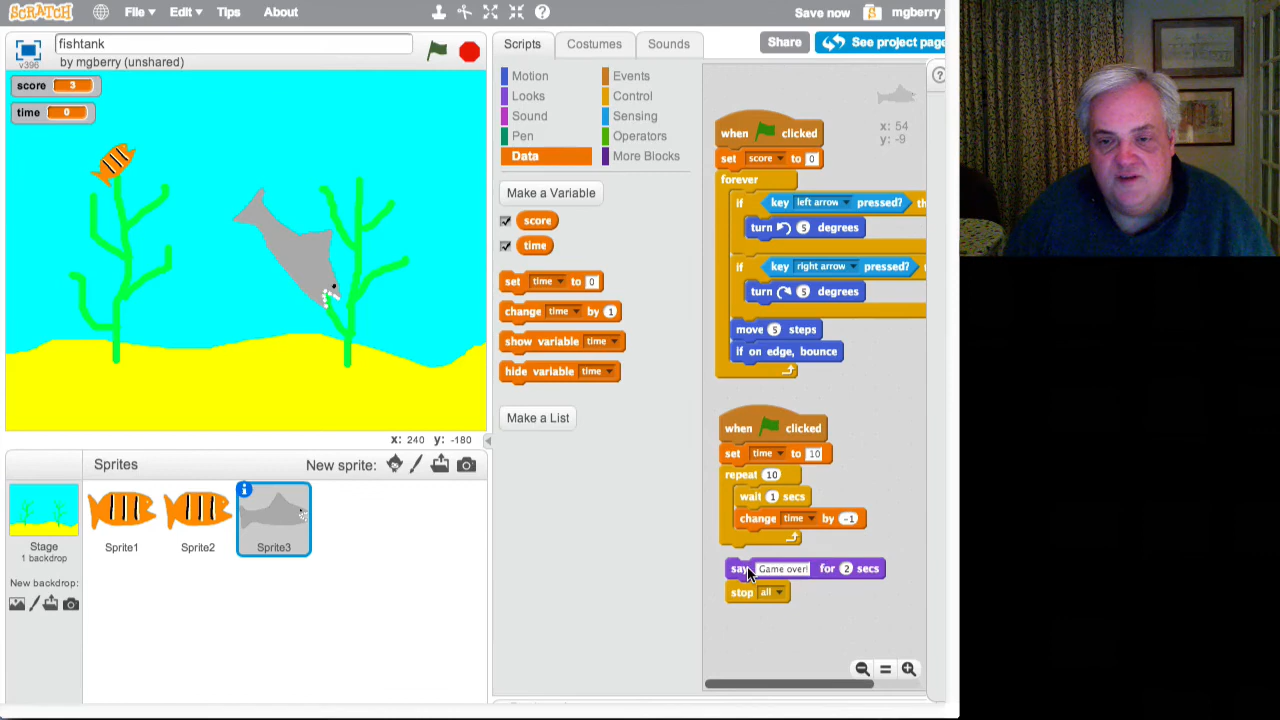 SCRATCH File Edit Tips About Save now mgberry
v396 fishtank
by mgberry (unshared)
Scripts Costumes Sounds Share See project page
score 3
time 0
Motion Events
Looks Control
Sound Sensing
Pen Operators
Data More Blocks
Make a Variable
score
time
set time to 0
change time by 1
show variable time
hide variable time
Make a List
x: 54
y: -9
when clicked
set score to 0
forever
if key left arrow pressed? th
turn 5 degrees
if key right arrow pressed?
turn 5 degrees
move 5 steps
if on edge, bounce
when clicked
set time to 10
repeat 10
wait 1 secs
change time by -1
say Game over! for 2 secs
stop all
x: 240 y: -180
Sprites New sprite:
Stage
1 backdrop
New backdrop:
Sprite1 Sprite2 Sprite3